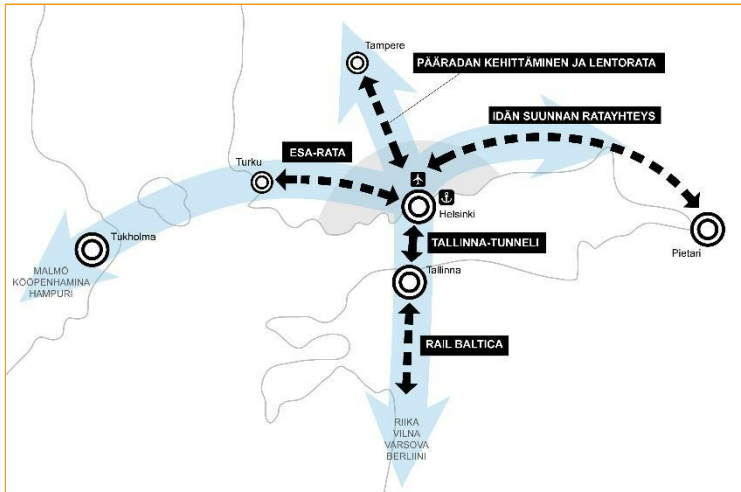 Tampere
PÄÄRADAN KEHITTÄMINEN JA LENTORATA
IDÄN SUUNNAN RATAYHTEYS
ESA-RATA
Turku
Helsinki
Tukholma
TALLINNA-TUNNELI
Pietari
MALMÖ
KÖÖPENHAMINA
HAMPURI
Tallinna
RAIL BALTICA
RIIKA
VILNA
VARSOVA
BERLIINI